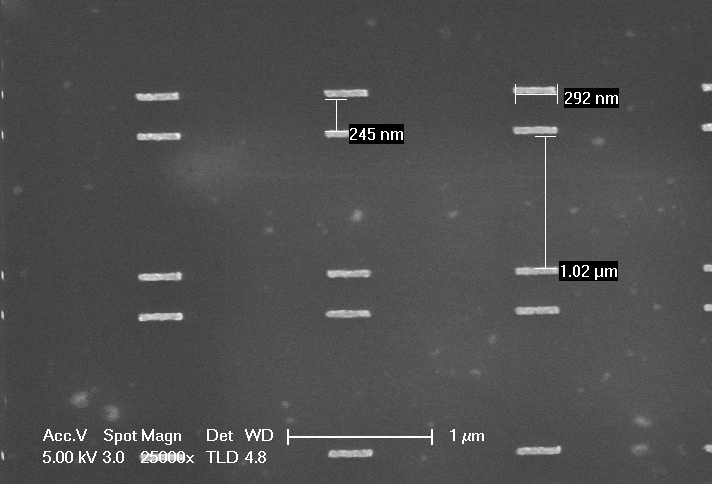 292 nm
245 nm
1.02 µm
Acc.V Spot Magn Det WD 1 µm
5.00 kV 3.0 25000x TLD 4.8